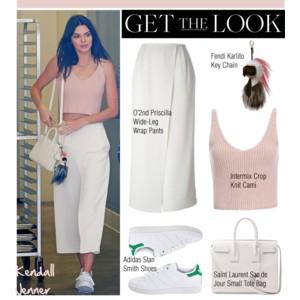 GET THE LOOK
Fendi Karlito
Key Chain
O'2nd Priscilla
Wide-Leg
Wrap Pants
Intermix Crop
Knit Cami
Adidas Stan
Smith Shoes
Saint Laurent Sac de
Jour Small Tote Bag
Kendall
Jenner